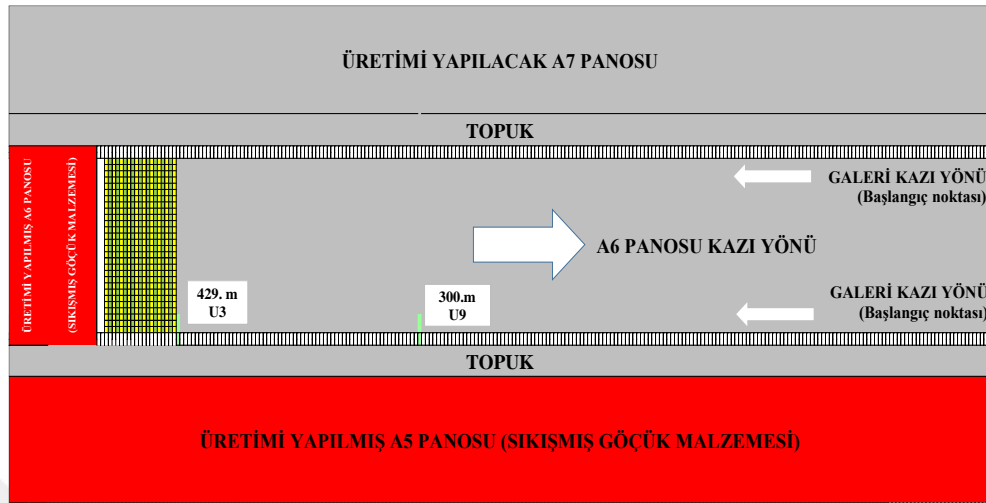 ÜRETİMİ YAPILACAK A7 PANOSU
TOPUK
ÜRETİMİ YAPILMIŞ A6 PANOSU
(SIKIŞMIŞ GÖÇÜK MALZEMESİ)
GALERİ KAZI YÖNÜ
(Başlangıç noktası)
A6 PANOSU KAZI YÖNÜ
429. m
U3
300.m
U9
GALERİ KAZI YÖNÜ
(Başlangıç noktası)
TOPUK
ÜRETİMİ YAPILMIŞ A5 PANOSU (SIKIŞMIŞ GÖÇÜK MALZEMESİ)